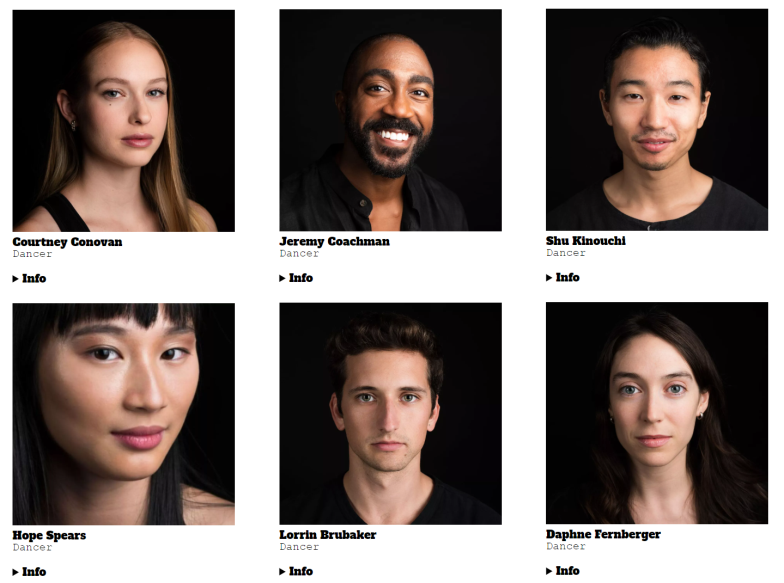 Courtney Conovan
Dancer
▶ Info
Jeremy Coachman
Dancer
▶ Info
Shu Kinouchi
Dancer
▶ Info
Hope Spears
Dancer
▶ Info
Lorrin Brubaker
Dancer
▶ Info
Daphne Fernberger
Dancer
▶ Info